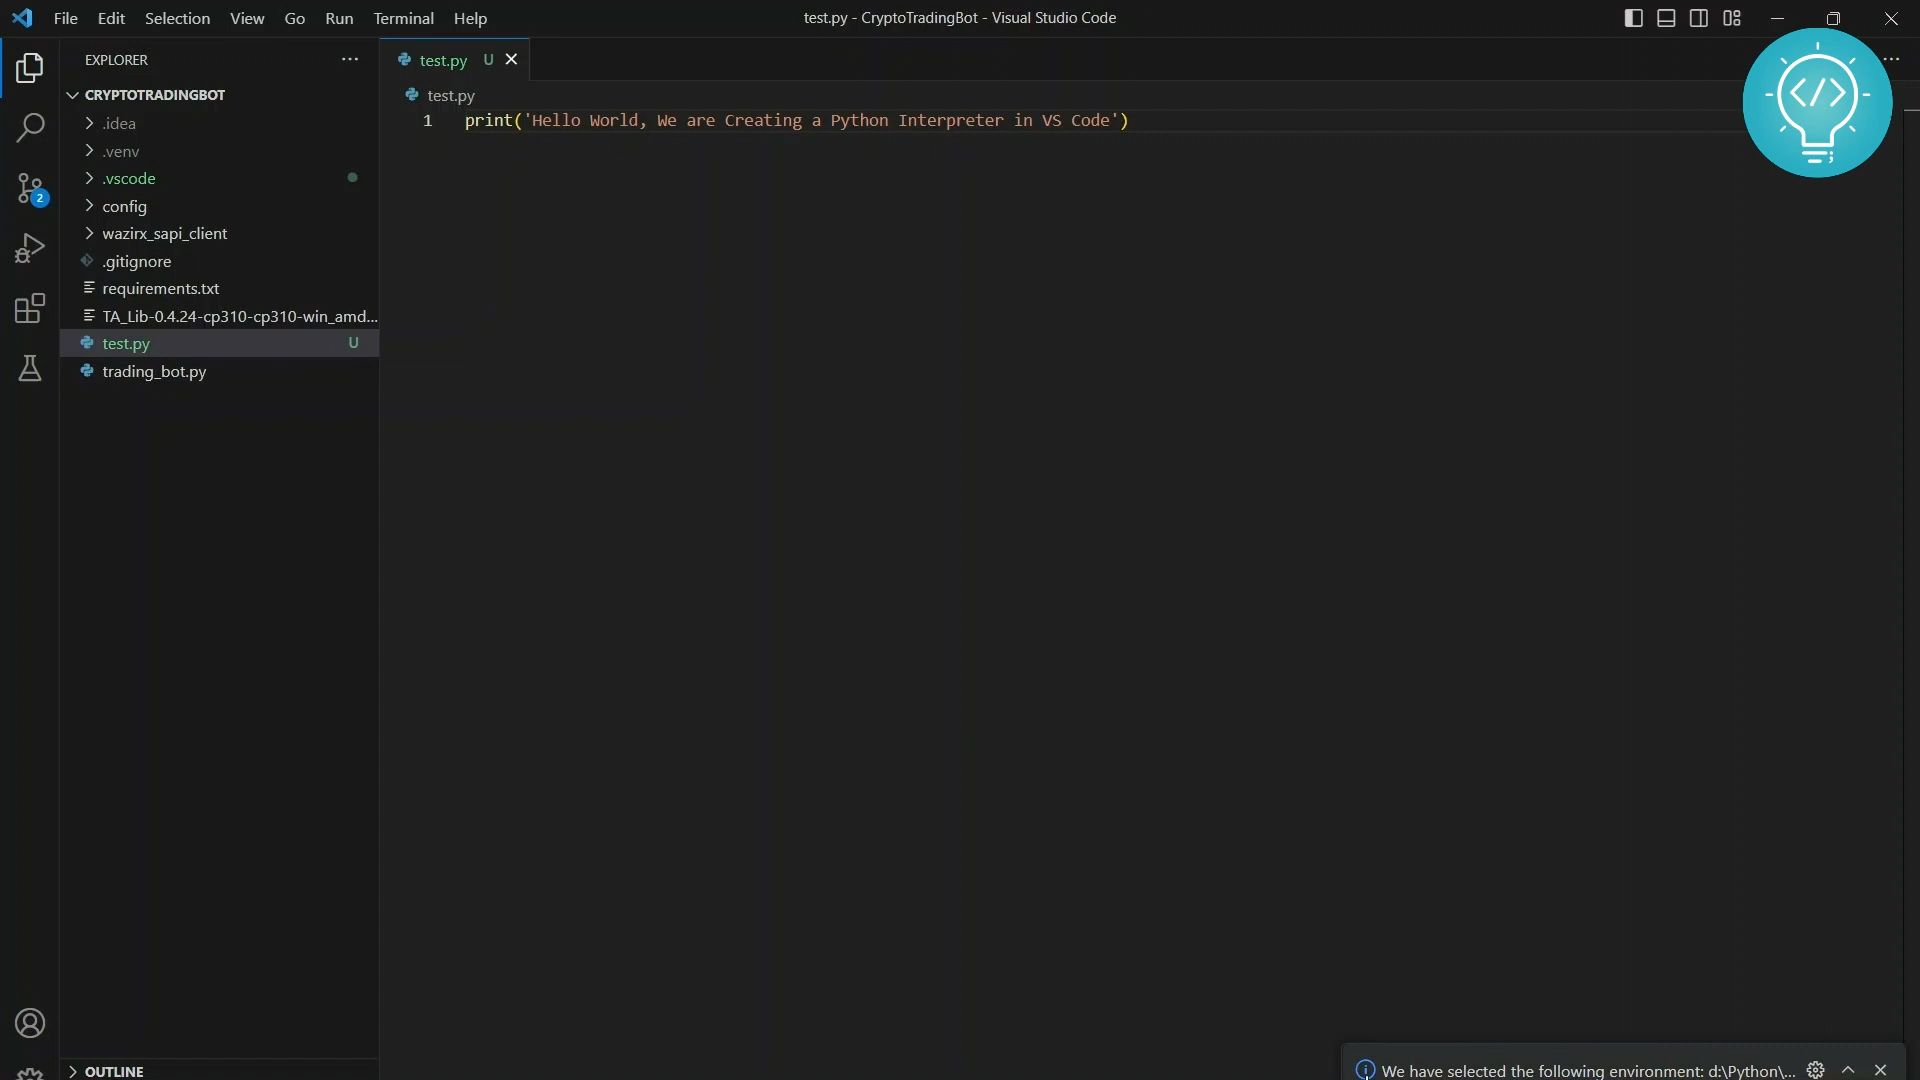 File Edit Selection View Go Run Terminal Help
test.py - CryptoTradingBot - Visual Studio Code
EXPLORER
CRYPTOTRADINGBOT
.idea
.venv
.vscode
config
wazirx_sapi_client
.gitignore
requirements.txt
TA_Lib-0.4.24-cp310-cp310-win_amd...
test.py U
trading_bot.py
OUTLINE
2
test.py U
test.py
1 print('Hello World, We are Creating a Python Interpreter in VS Code')
</>
;
We have selected the following environment: d:\Python\...